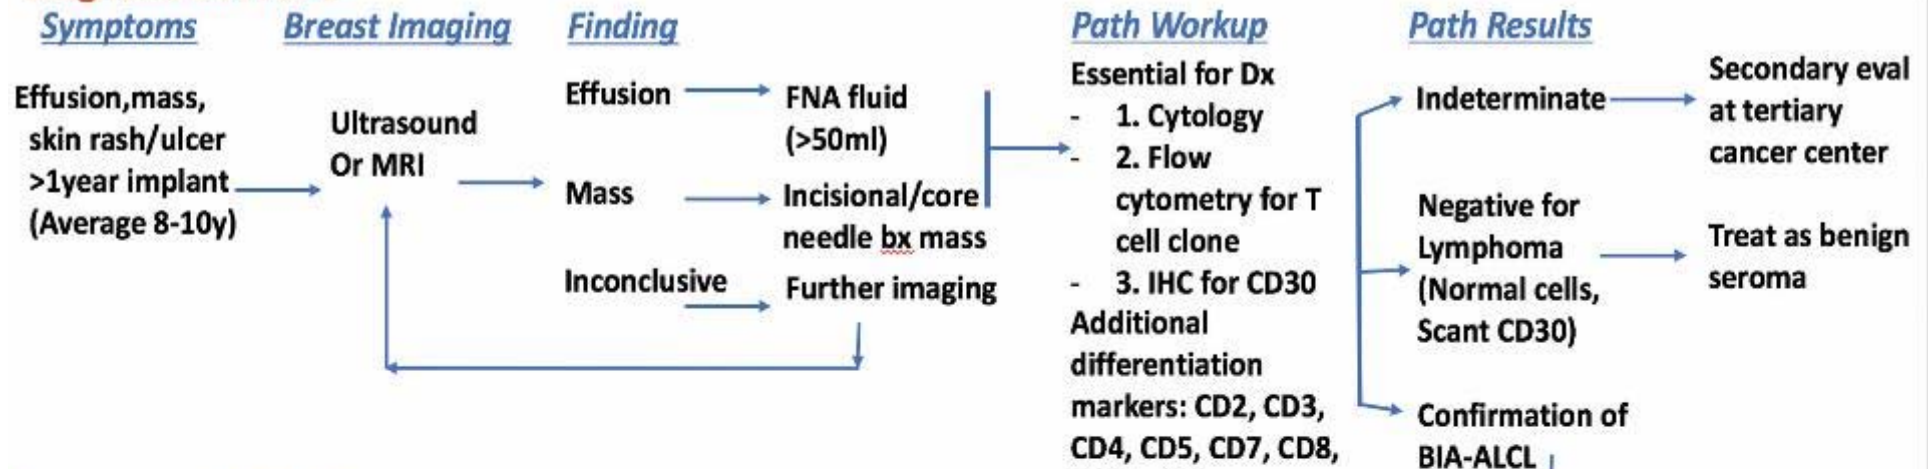 Symptoms
Effusion,mass,
skin rash/ulcer
>1year implant
(Average 8-10y)
Breast Imaging
Ultrasound
Or MRI
Finding
Effusion
FNA fluid
(>50ml)
Mass
Incisional/core
needle bx mass
Inconclusive
Further imaging
Path Workup
Essential for Dx
- 1. Cytology
- 2. Flow
cytometry for T
cell clone
- 3. IHC for CD30
Additional
differentiation
markers: CD2, CD3,
CD4, CD5, CD7, CD8,
Path Results
Indeterminate
Secondary eval
at tertiary
cancer center
Negative for
Lymphoma
(Normal cells,
Scant CD30)
Treat as benign
seroma
Confirmation of
BIA-ALCL